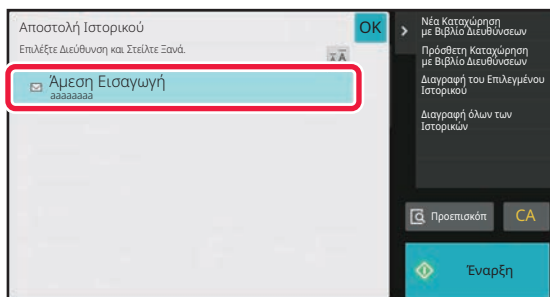 Αποστολή Ιστορικού
OK
Επιλέξτε Διεύθυνση και Στείλτε Ξανά.
Άμεση Εισαγωγή
aaaaaaaa
Νέα Καταχώρηση
με Βιβλίο Διευθύνσεων
Πρόσθετη Καταχώρηση
με Βιβλίο Διευθύνσεων
Διαγραφή του Επιλεγμένου
Ιστορικού
Διαγραφή όλων των
Ιστορικών
Προεπισκόπ
CA
Έναρξη